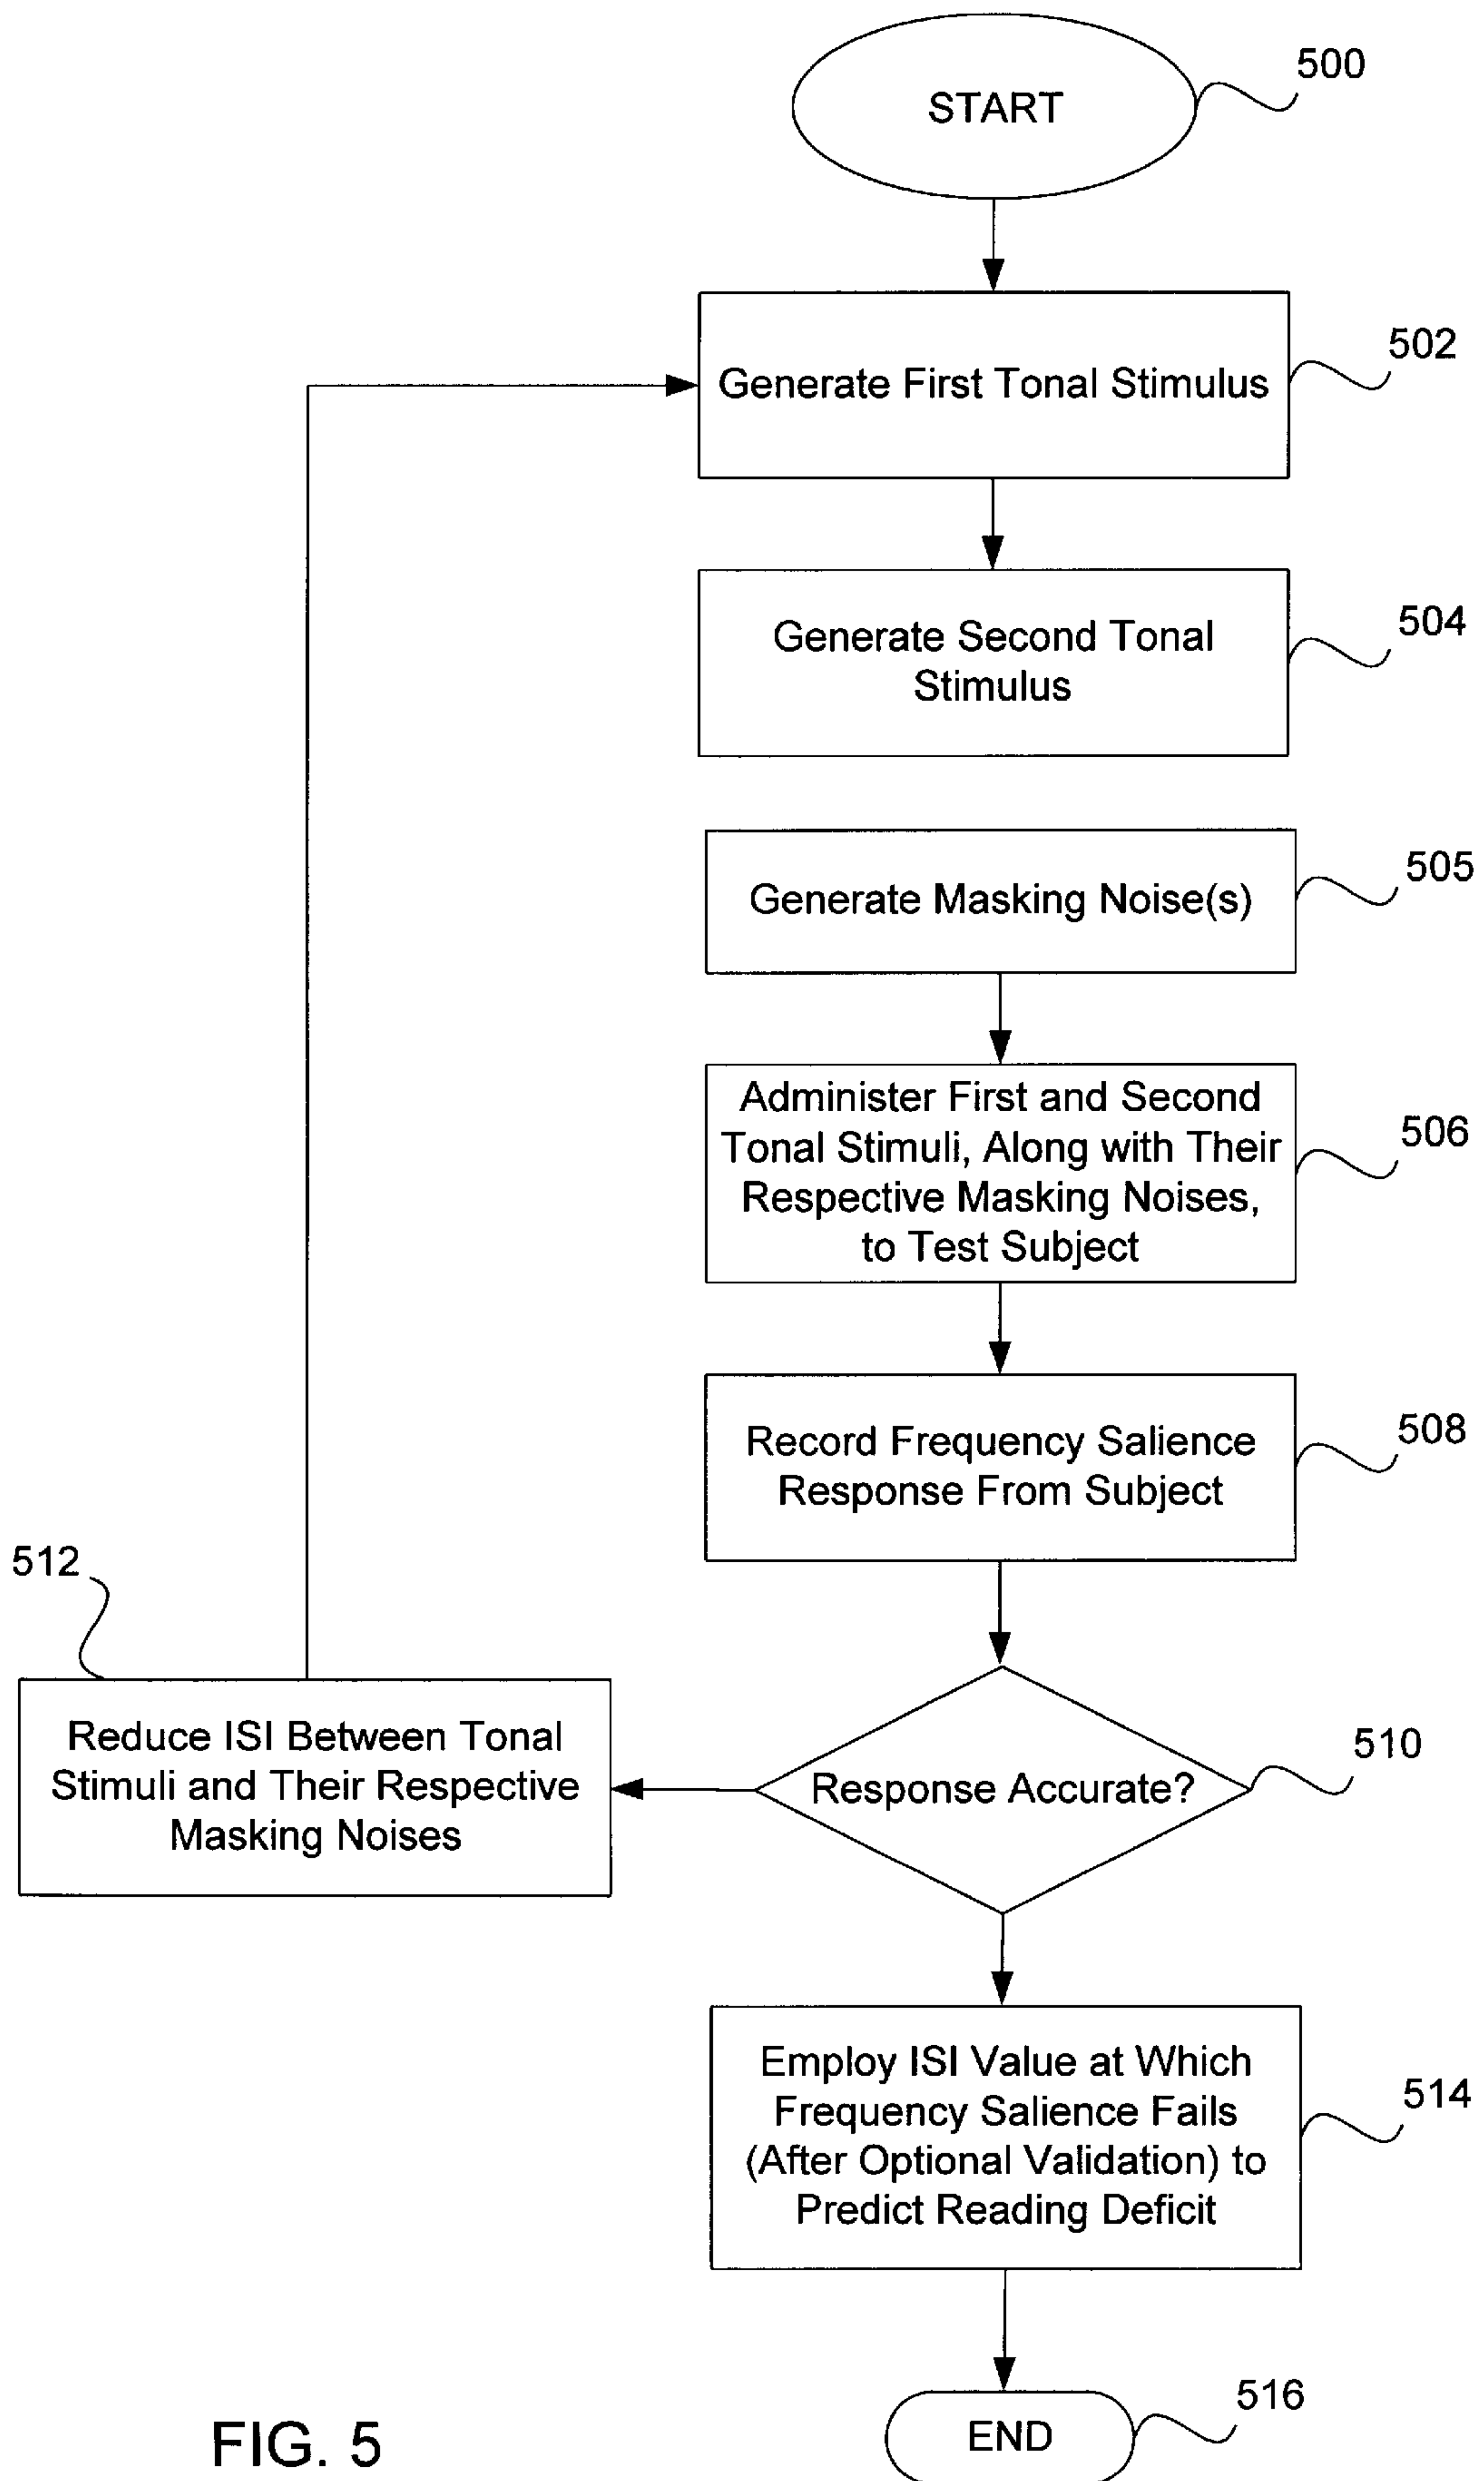 START
500
Generate First Tonal Stimulus
502
Generate Second Tonal
Stimulus
504
Generate Masking Noise(s)
505
Administer First and Second
Tonal Stimuli, Along with Their
Respective Masking Noises,
to Test Subject
506
Record Frequency Salience
Response From Subject
508
512
Reduce ISI Between Tonal
Stimuli and Their Respective
Masking Noises
Response Accurate?
510
Employ ISI Value at Which
Frequency Salience Fails
(After Optional Validation) to
Predict Reading Deficit
514
END
516
FIG. 5